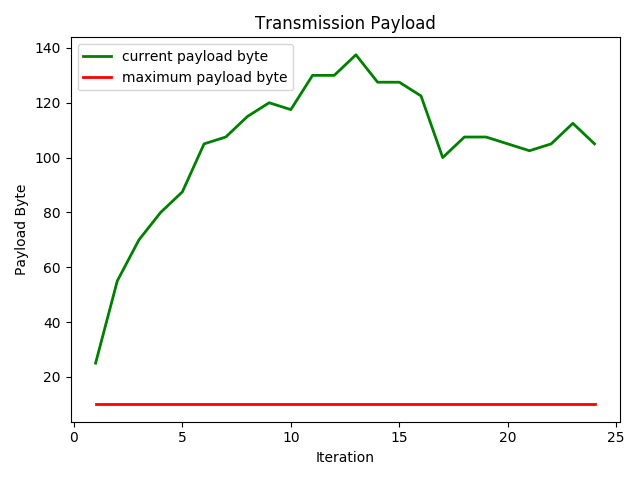 Transmission Payload
current payload byte
maximum payload byte
140
120
100
80
60
40
20
Payload Byte
0
5
10
15
20
25
Iteration